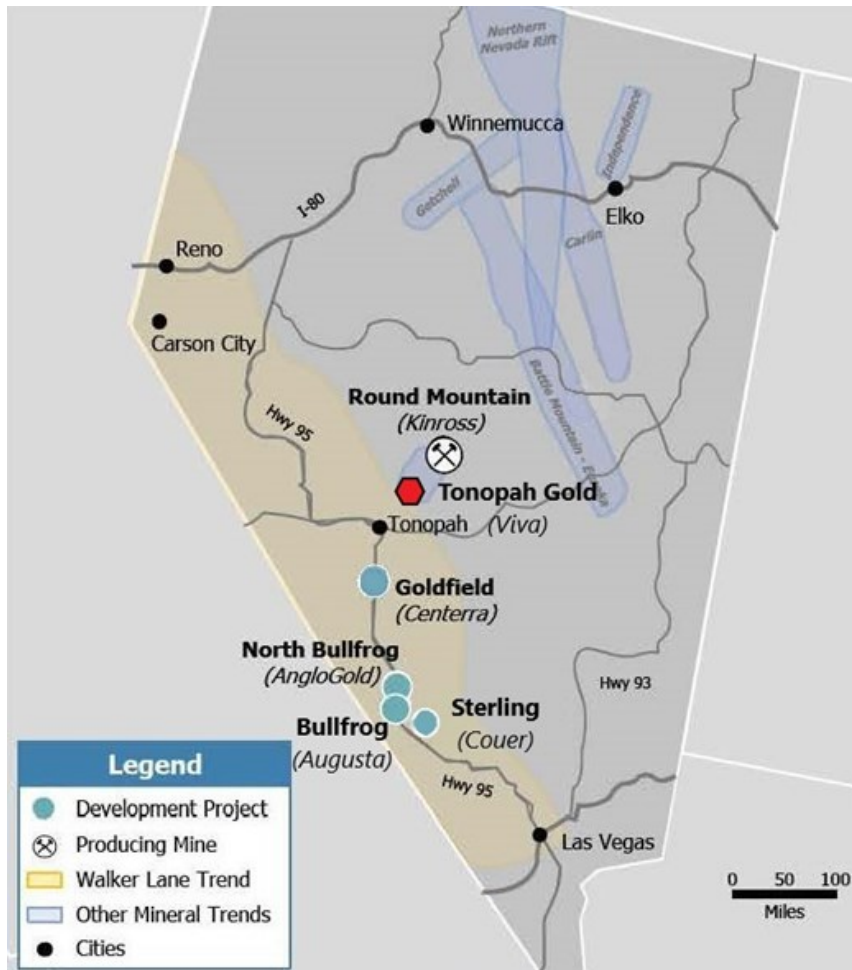 Northern
Nevada Rift
Winnemucca
Independence
Getchell
Elko
I-80
Carlin
Reno
Carson City
Battle Mountain - Eureka
Round Mountain
(Kinross)
Hwy 95
Tonopah Gold
Tonopah
(Viva)
Goldfield
(Centerra)
North Bullfrog
(AngloGold)
Hwy 93
Sterling
(Couer)
Bullfrog
(Augusta)
Hwy 95
Las Vegas
Legend
Development Project
Producing Mine
Walker Lane Trend
Other Mineral Trends
Cities
0 50 100
Miles